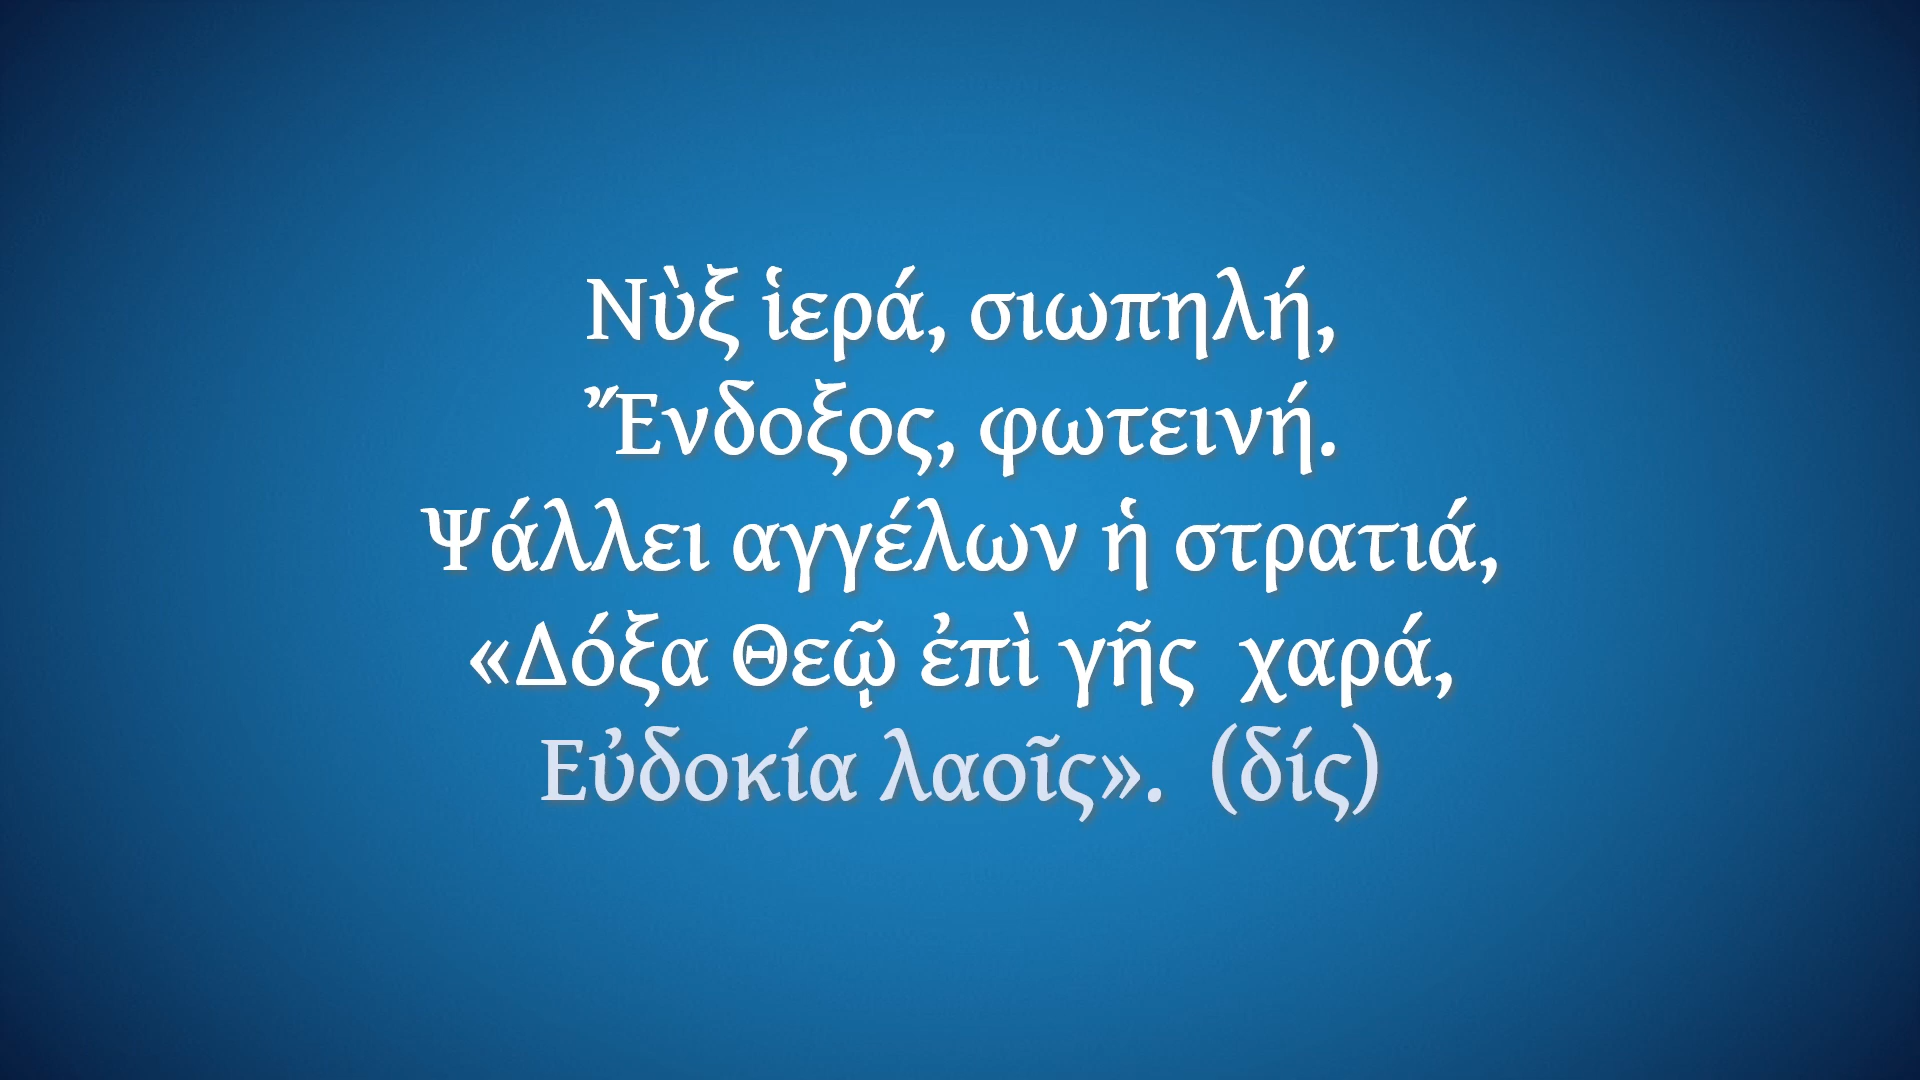 Νὺξ ἱερά, σιωπηλή,
Ἔνδοξος, φωτεινή.
Ψάλλει αγγέλων ἡ στρατιά,
«Δόξα Θεῷ ἐπὶ γῆς  χαρά,
Εὐδοκία λαοῖς».  (δίς)